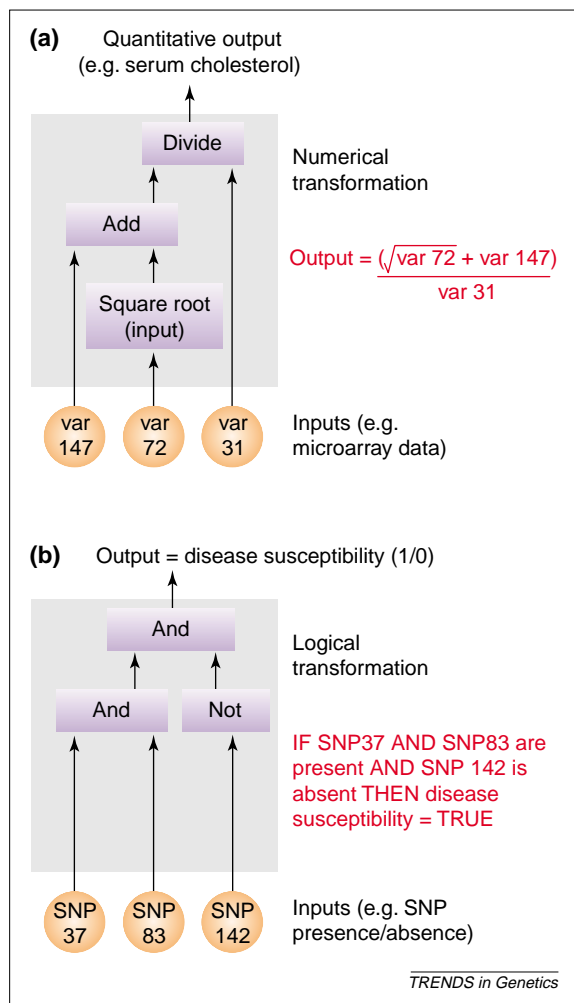 (a)
Quantitative output
(e.g. serum cholesterol)
Divide
Numerical
transformation
Add
Output = (√var 72 + var 147)
var 31
Square root
(input)
var
147
var
72
var
31
Inputs (e.g.
microarray data)
(b)
Output = disease susceptibility (1/0)
And
Logical
transformation
And
Not
IF SNP37 AND SNP83 are
present AND SNP 142 is
absent THEN disease
susceptibility = TRUE
SNP
37
SNP
83
SNP
142
Inputs (e.g. SNP
presence/absence)
TRENDS in Genetics